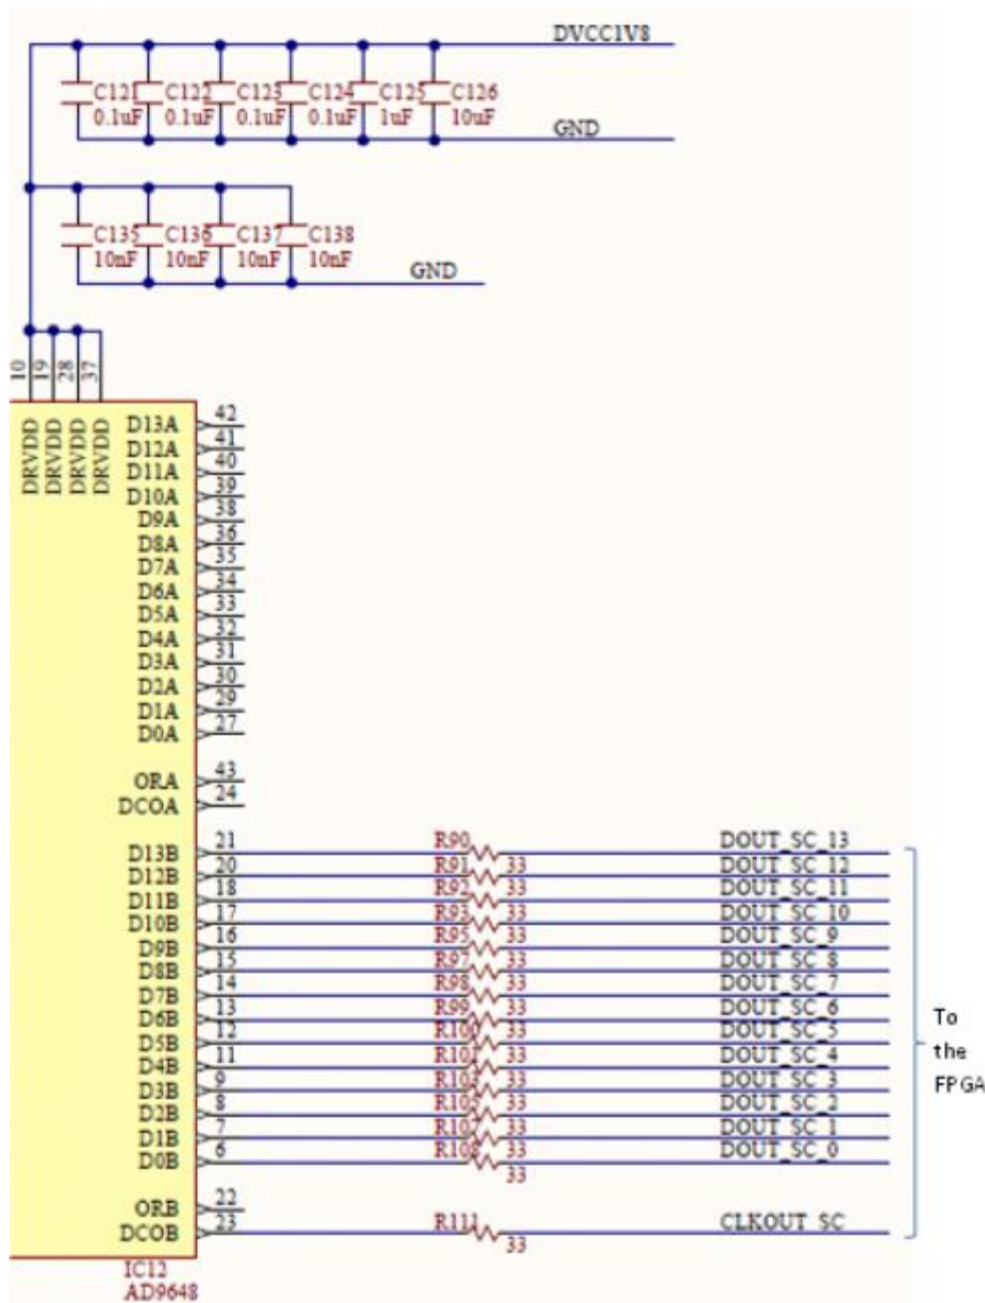 DVCC1V8
C121 C122 C123 C124 C125 C126
0.1uF 0.1uF 0.1uF 0.1uF 1uF 10uF
GND
C135 C136 C137 C138
10nF 10nF 10nF 10nF
GND
10 19 28 37
DRVDD DRVDD DRVDD DRVDD
D13A 42
D12A 41
D11A 40
D10A 39
D9A 38
D8A 36
D7A 35
D6A 34
D5A 33
D4A 32
D3A 31
D2A 30
D1A 29
D0A 27
ORA 43
DCOA 24
D13B 21 R90 33 DOUT_SC_13
D12B 20 R91 33 DOUT_SC_12
D11B 18 R92 33 DOUT_SC_11
D10B 17 R93 33 DOUT_SC_10
D9B 16 R95 33 DOUT_SC_9
D8B 15 R97 33 DOUT_SC_8
D7B 14 R98 33 DOUT_SC_7
D6B 13 R99 33 DOUT_SC_6
D5B 12 R100 33 DOUT_SC_5
D4B 11 R101 33 DOUT_SC_4
D3B 9 33 DOUT_SC_3
D2B 8 33 DOUT_SC_2
D1B 7 33 DOUT_SC_1
D0B 6 33 DOUT_SC_0
ORB 22
DCOB 23 R111 33 CLKOUT_SC
To
the
FPGA
IC12
AD9648